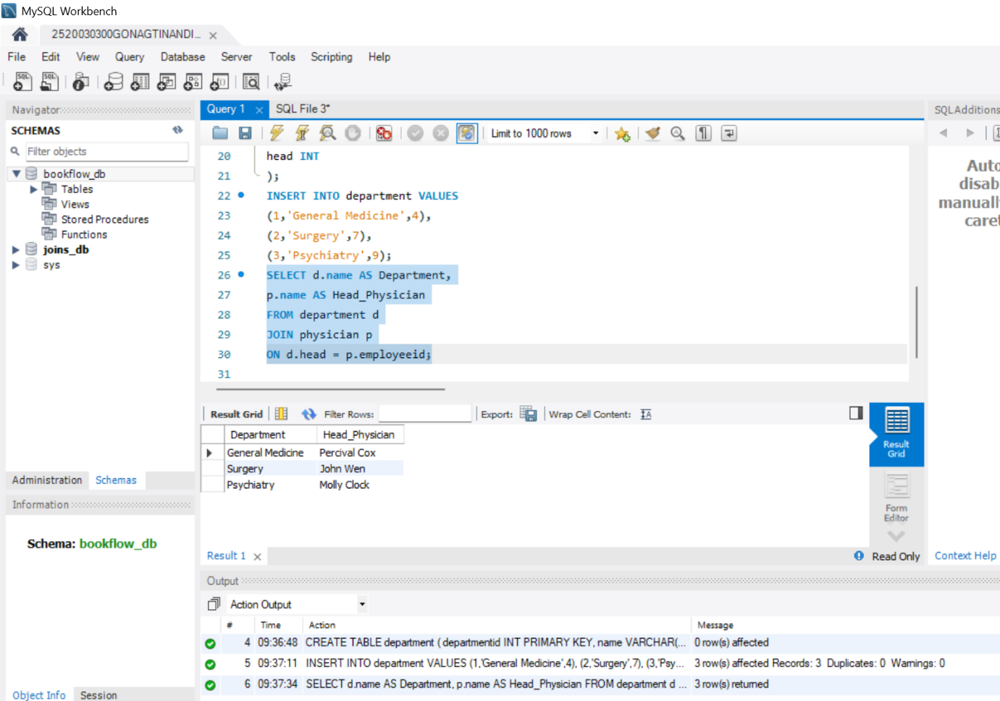 MySQL Workbench
2520030300GONAGTINANDI... ×
File Edit View Query Database Server Tools Scripting Help
Navigator
SCHEMAS
Filter objects
bookflow_db
Tables
Views
Stored Procedures
Functions
joins_db
sys
Administration Schemas
Information
Schema: bookflow_db
Object Info Session
Query 1 × SQL File 3*
Limit to 1000 rows
20 head INT
21 );
22 INSERT INTO department VALUES
23 (1,'General Medicine',4),
24 (2,'Surgery',7),
25 (3,'Psychiatry',9);
26 SELECT d.name AS Department,
27 p.name AS Head_Physician
28 FROM department d
29 JOIN physician p
30 ON d.head = p.employeeid;
31
Result Grid Filter Rows: Export: Wrap Cell Content: IA
Department Head_Physician
General Medicine Percival Cox
Surgery John Wen
Psychiatry Molly Clock
Result Grid
Form Editor
Result 1 × Read Only
SQLAdditions
Auto
disab
manuall
caret
Context Help
Output
Action Output
# Time Action Message
4 09:36:48 CREATE TABLE department ( departmentid INT PRIMARY KEY, name VARCHAR(... 0 row(s) affected
5 09:37:11 INSERT INTO department VALUES (1,'General Medicine',4), (2,'Surgery',7), (3,'Psy... 3 row(s) affected Records: 3 Duplicates: 0 Warnings: 0
6 09:37:34 SELECT d.name AS Department, p.name AS Head_Physician FROM department d ... 3 row(s) returned